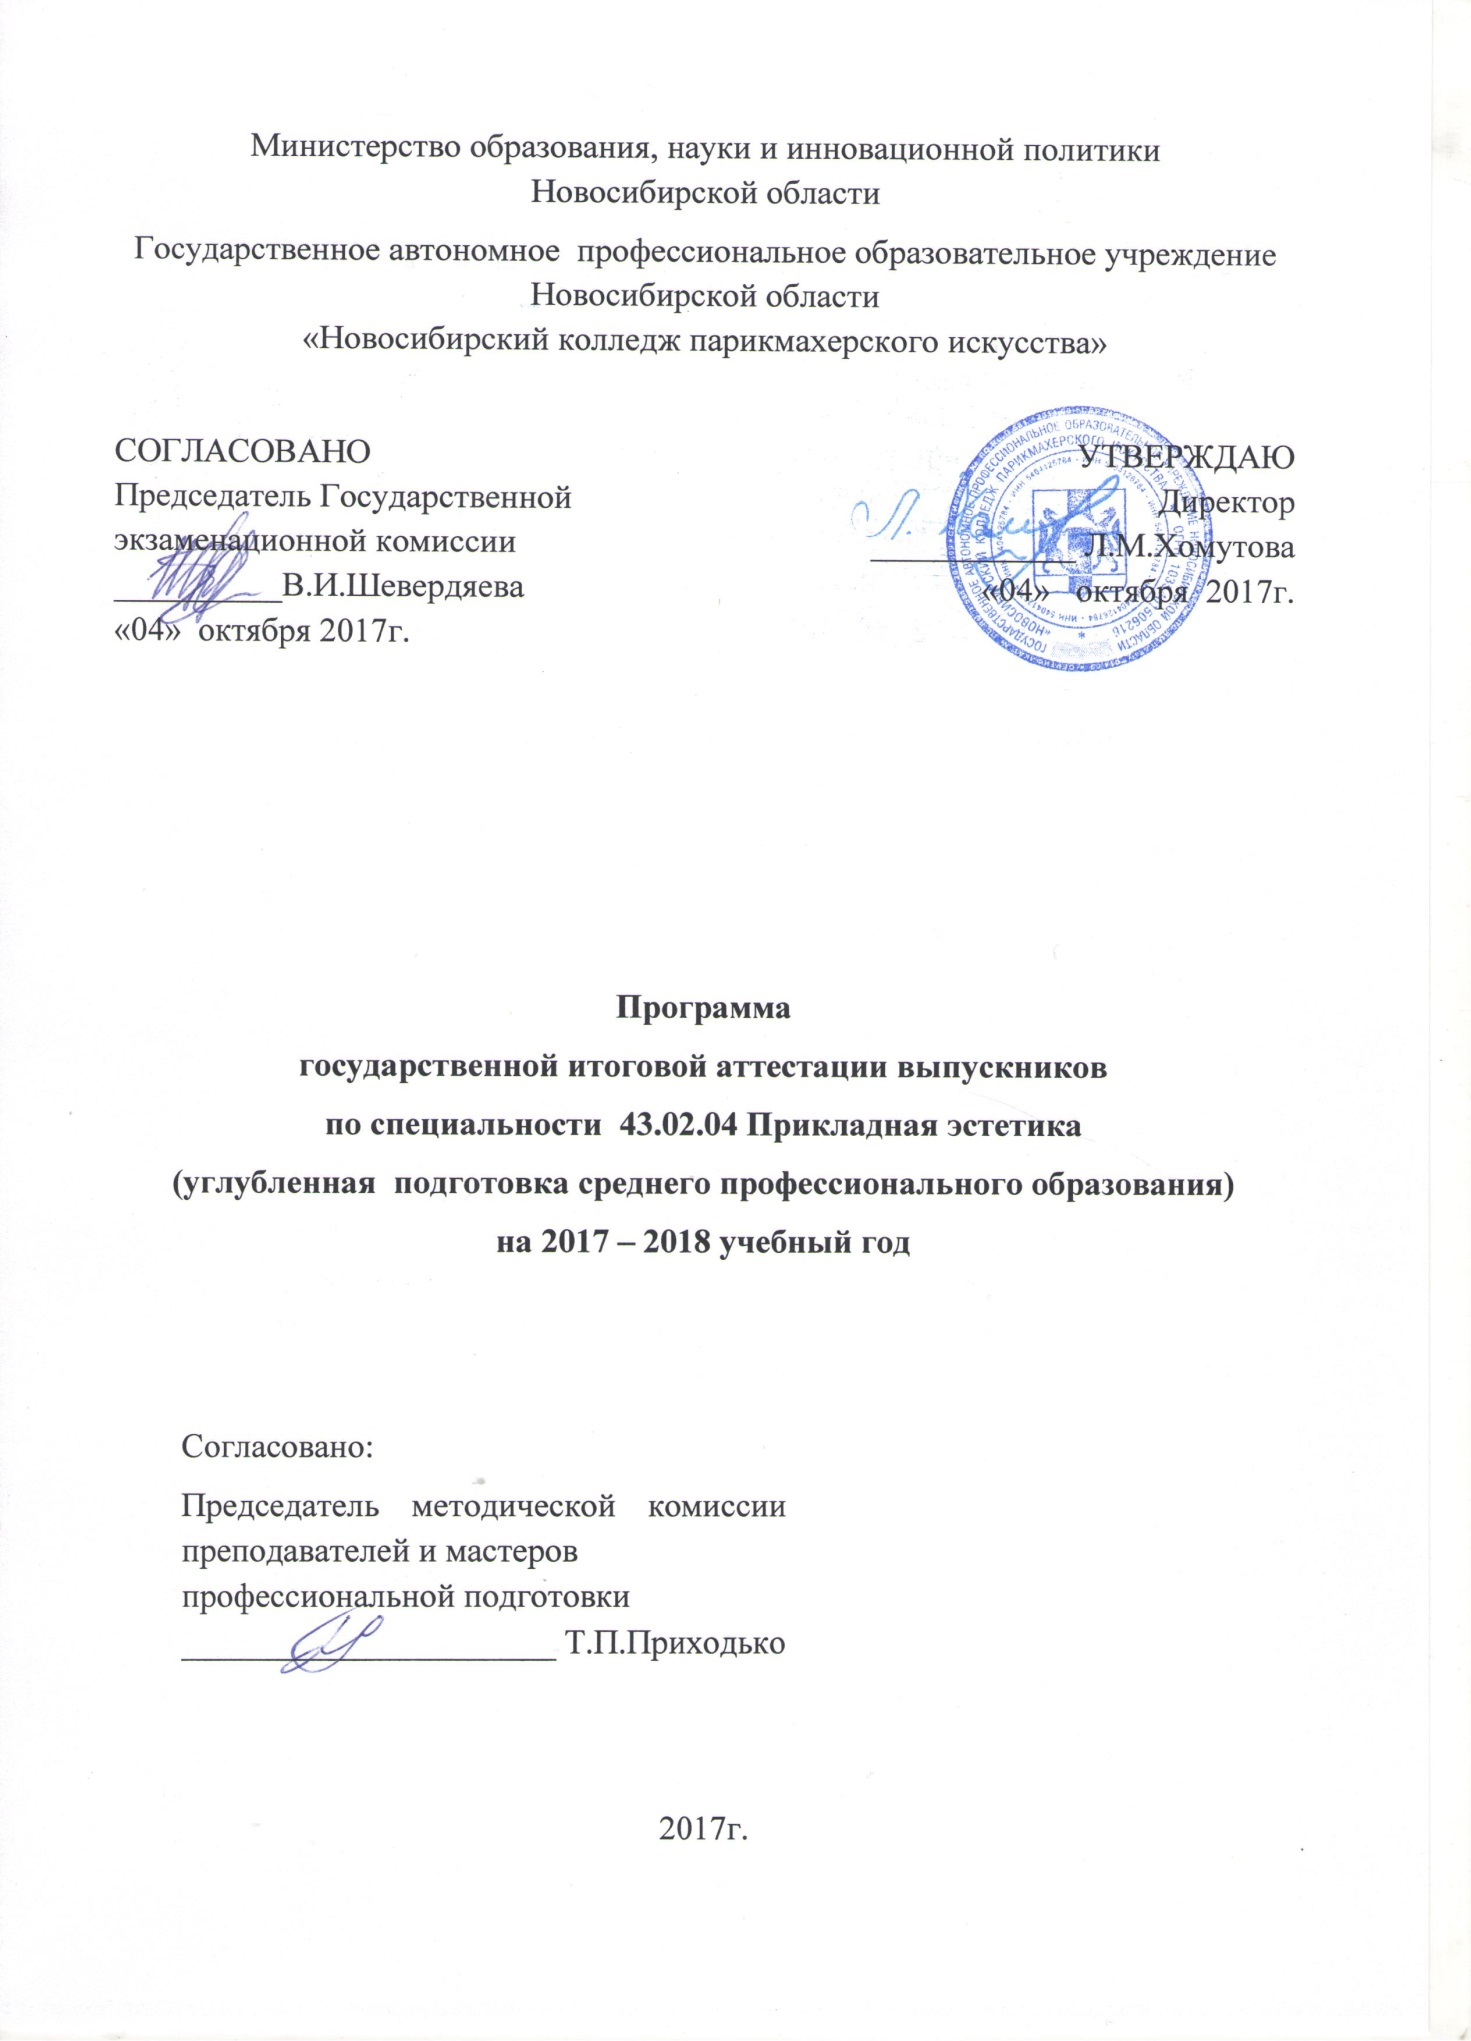 Министерство образования, науки и инновационной политики
Новосибирской области
Государственное автономное профессиональное образовательное учреждение
Новосибирской области
«Новосибирский колледж парикмахерского искусства»
СОГЛАСОВАНО
Председатель Государственной
экзаменационной комиссии
__________В.И.Шевердяева
«04» октября 2017г.
УТВЕРЖДАЮ
Директор
____________ Л.М.Хомутова
«04» октября 2017г.
Программа
государственной итоговой аттестации выпускников
по специальности 43.02.04 Прикладная эстетика
(углубленная подготовка среднего профессионального образования)
на 2017 – 2018 учебный год
Согласовано:
Председатель методической комиссии
преподавателей и мастеров
профессиональной подготовки
______________________ Т.П.Приходько
2017г.